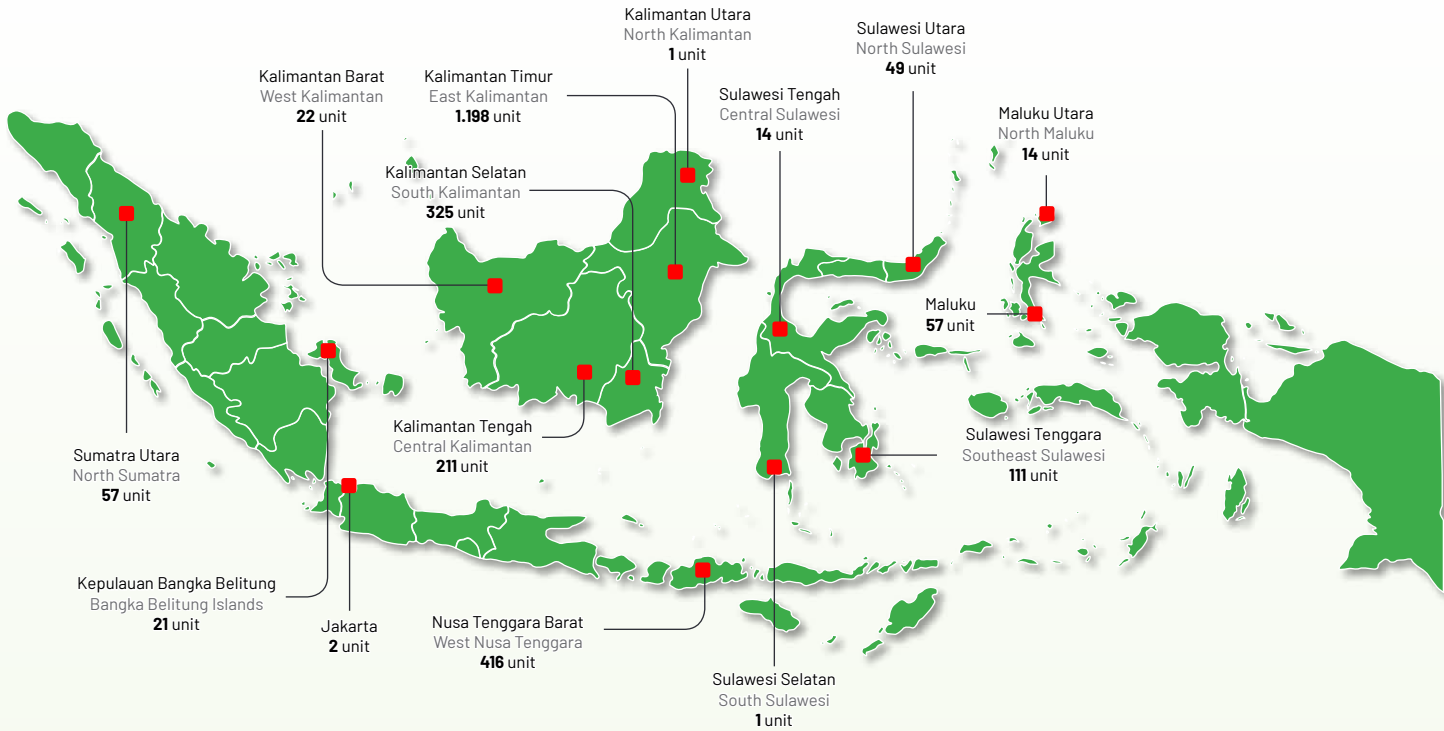 Kalimantan Utara
North Kalimantan
1 unit
Sulawesi Utara
North Sulawesi
49 unit
Kalimantan Barat
West Kalimantan
22 unit
Kalimantan Timur
East Kalimantan
1.198 unit
Sulawesi Tengah
Central Sulawesi
14 unit
Maluku Utara
North Maluku
14 unit
Kalimantan Selatan
South Kalimantan
325 unit
Maluku
57 unit
Kalimantan Tengah
Central Kalimantan
211 unit
Sulawesi Tenggara
Southeast Sulawesi
111 unit
Sumatra Utara
North Sumatra
57 unit
Kepulauan Bangka Belitung
Bangka Belitung Islands
21 unit
Jakarta
2 unit
Nusa Tenggara Barat
West Nusa Tenggara
416 unit
Sulawesi Selatan
South Sulawesi
1 unit